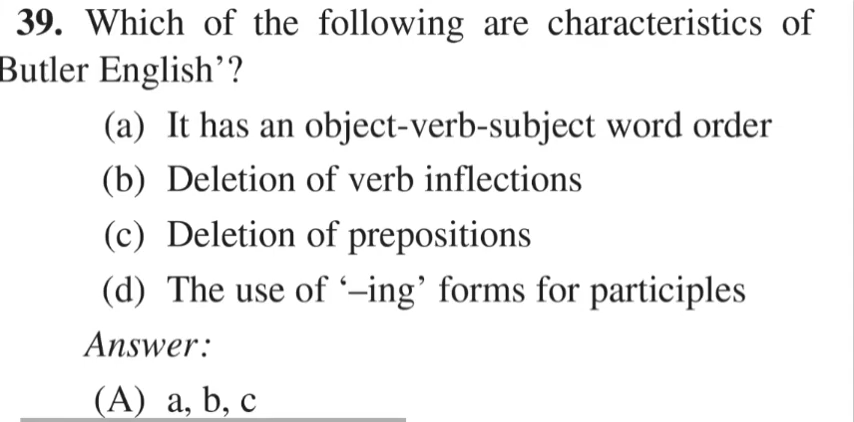 39. Which of the following are characteristics of
Butler English’?
(a) It has an object-verb-subject word order
(b) Deletion of verb inflections
(c) Deletion of prepositions
(d) The use of ‘–ing’ forms for participles
Answer:
(A) a, b, c